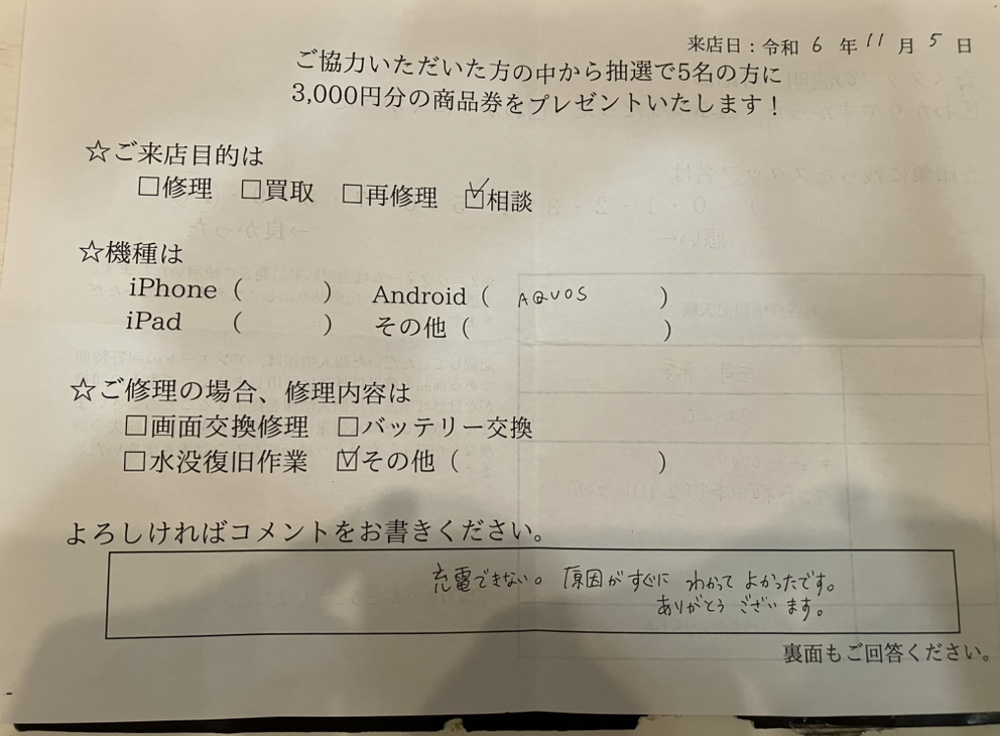 来店日：令和 6 年 11 月 5 日
ご協力いただいた方の中から抽選で5名の方に
3,000円分の商品券をプレゼントいたします！
☆ご来店目的は
□修理 □買取 □再修理 ☑相談
☆機種は
iPhone（ ） Android（ AQUOS ）
iPad （ ） その他（ ）
☆ご修理の場合、修理内容は
□画面交換修理 □バッテリー交換
□水没復旧作業 ☑その他（ ）
よろしければコメントをお書きください。
充電できない。原因がすぐに わかって よかったです。
ありがとう ございます。
裏面もご回答ください。